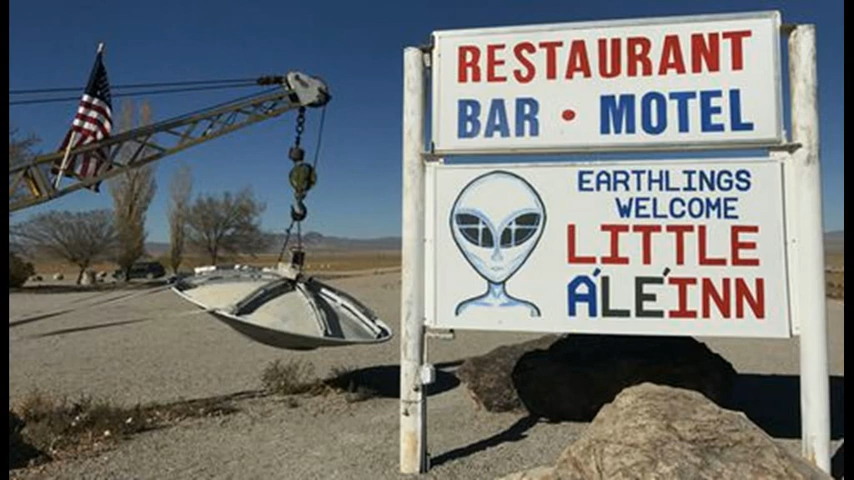 RESTAURANT
BAR • MOTEL
EARTHLINGS
WELCOME
LITTLE
A'LE'INN